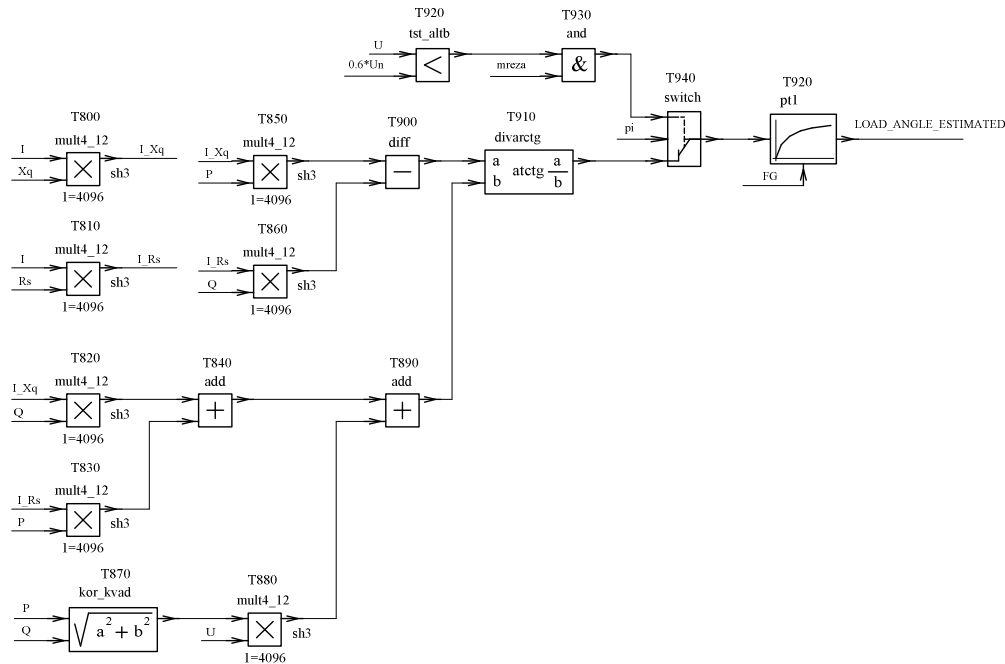 T920
tst_altb
U
0.6*Un
<
T930
and
mreza
&
T940
switch
pi
T920
pt1
LOAD_ANGLE_ESTIMATED
FG
T800
mult4_12
I
I_Xq
Xq
sh3
1=4096
T850
mult4_12
I_Xq
P
sh3
1=4096
T900
diff
T910
divarctg
a
b
atctg
a
b
T810
mult4_12
I
I_Rs
Rs
sh3
1=4096
T860
mult4_12
I_Rs
Q
sh3
1=4096
T820
mult4_12
I_Xq
Q
sh3
1=4096
T840
add
+
T890
add
+
T830
mult4_12
I_Rs
P
sh3
1=4096
T870
kor_kvad
P
Q
√a²+b²
T880
mult4_12
U
sh3
1=4096